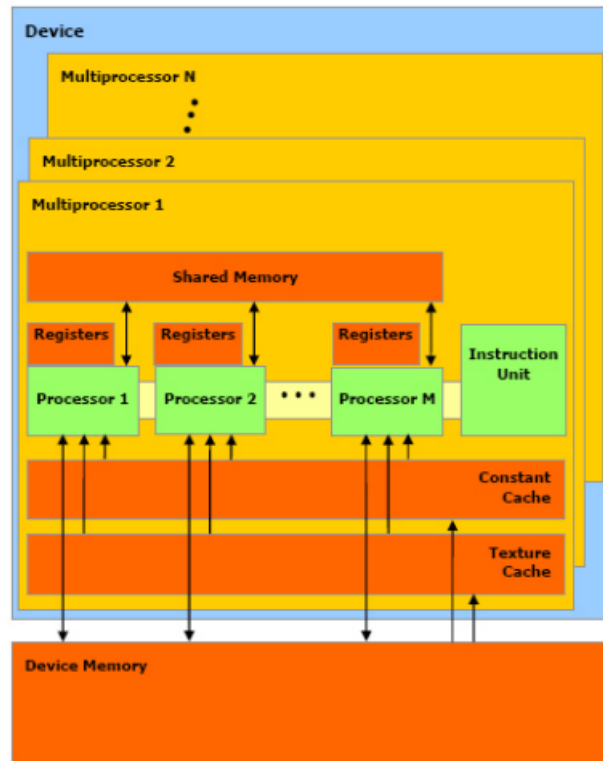 Device
Multiprocessor N
Multiprocessor 2
Multiprocessor 1
Shared Memory
Registers
Registers
Registers
Instruction
Unit
Processor 1
Processor 2
Processor M
Constant
Cache
Texture
Cache
Device Memory